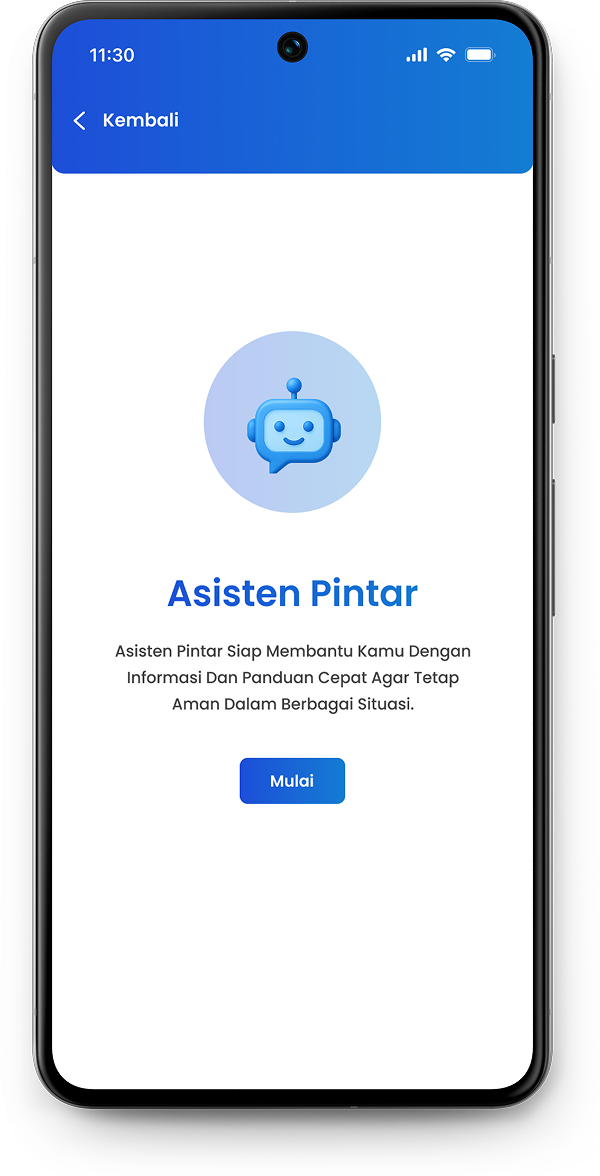 11:30
Kembali
Asisten Pintar
Asisten Pintar Siap Membantu Kamu Dengan
Informasi Dan Panduan Cepat Agar Tetap
Aman Dalam Berbagai Situasi.
Mulai